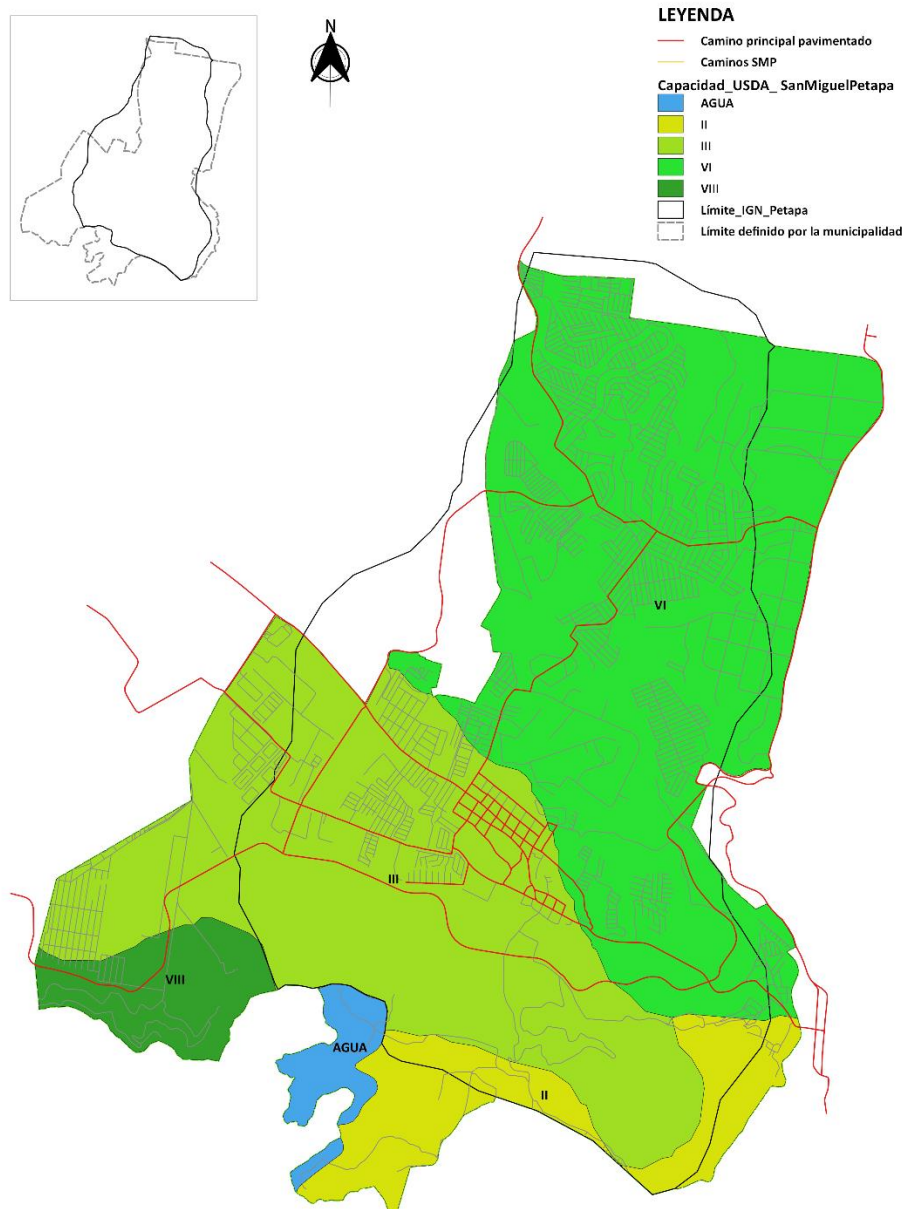 N
LEYENDA
Camino principal pavimentado
Caminos SMP
Capacidad_USDA_ SanMiguelPetapa
AGUA
II
III
VI
VIII
Límite_IGN_Petapa
Límite definido por la municipalidad
VI
III
VIII
AGUA
II